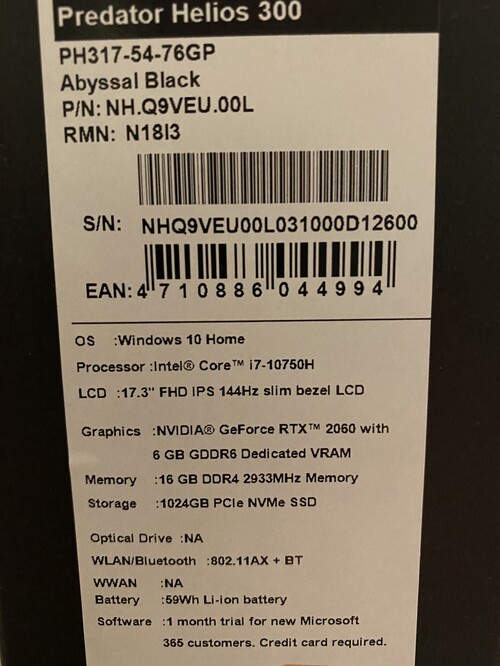 Predator Helios 300
PH317-54-76GP
Abyssal Black
P/N: NH.Q9VEU.00L
RMN: N18I3
S/N: NHQ9VEU00L031000D12600
EAN: 4 710886 044994
OS :Windows 10 Home
Processor :Intel® Core™ i7-10750H
LCD :17.3" FHD IPS 144Hz slim bezel LCD
Graphics :NVIDIA® GeForce RTX™ 2060 with
6 GB GDDR6 Dedicated VRAM
Memory :16 GB DDR4 2933MHz Memory
Storage :1024GB PCIe NVMe SSD
Optical Drive :NA
WLAN/Bluetooth :802.11AX + BT
WWAN :NA
Battery :59Wh Li-ion battery
Software :1 month trial for new Microsoft
365 customers. Credit card required.